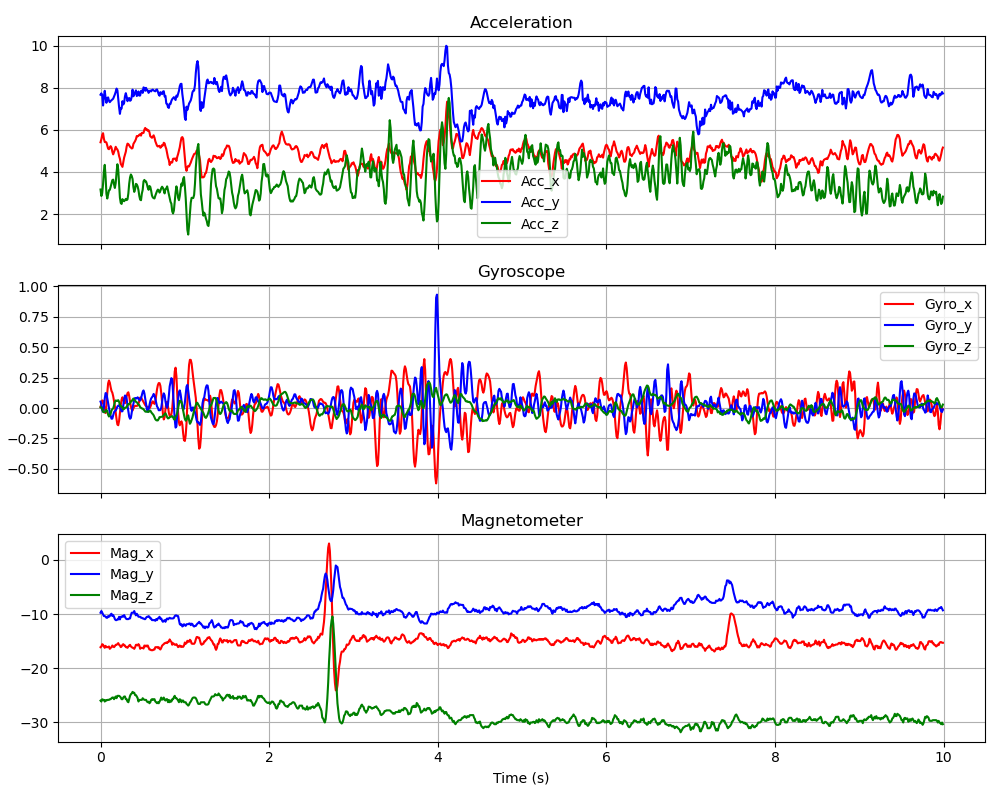 Acceleration
10
8
6
4
2
Acc_x
Acc_y
Acc_z
Gyroscope
1.00
0.75
0.50
0.25
0.00
−0.25
−0.50
Gyro_x
Gyro_y
Gyro_z
Magnetometer
0
−10
−20
−30
Mag_x
Mag_y
Mag_z
0 2 4 6 8 10
Time (s)